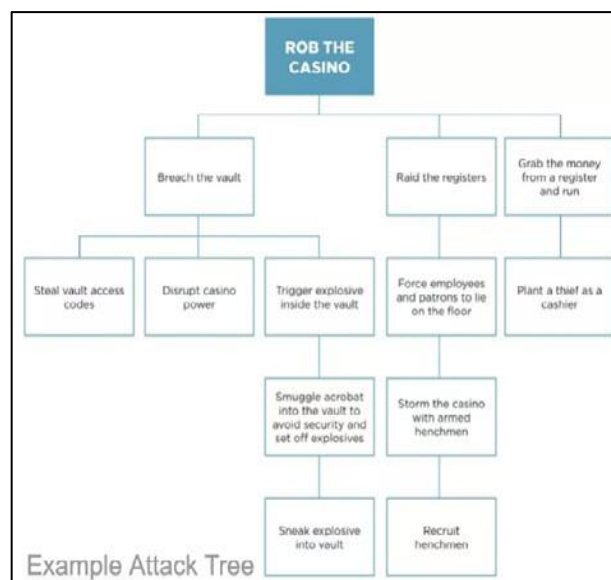 ROB THE
CASINO
Breach the vault
Raid the registers
Grab the money
from a register
and run
Steal vault access
codes
Disrupt casino
power
Trigger explosive
inside the vault
Force employees
and patrons to lie
on the floor
Plant a thief as a
cashier
Smuggle acrobat
into the vault to
avoid security and
set off explosives
Storm the casino
with armed
henchmen
Sneak explosive
into vault
Recruit
henchmen
Example Attack Tree